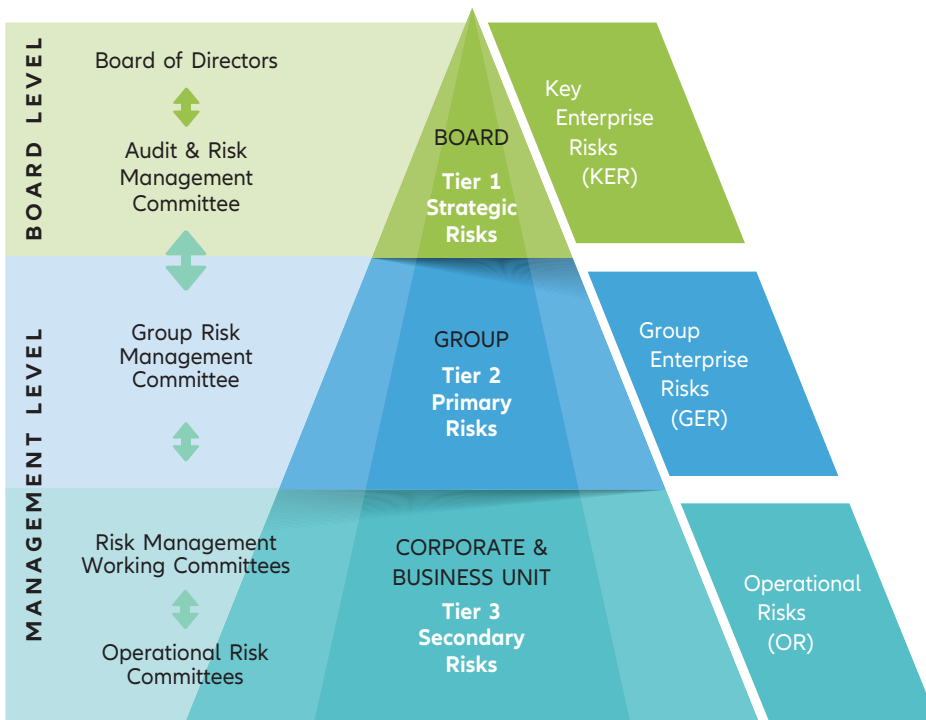 BOARD LEVEL
Board of Directors
Audit & Risk
Management
Committee
BOARD
Tier 1
Strategic
Risks
Key
Enterprise
Risks
(KER)
MANAGEMENT LEVEL
Group Risk
Management
Committee
GROUP
Tier 2
Primary
Risks
Group
Enterprise
Risks
(GER)
Risk Management
Working Committees
Operational Risk
Committees
CORPORATE &
BUSINESS UNIT
Tier 3
Secondary
Risks
Operational
Risks
(OR)